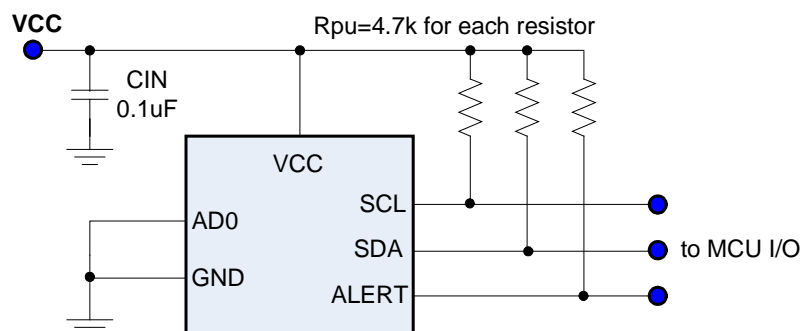 VCC
Rpu=4.7k for each resistor
CIN
0.1uF
VCC
SCL
AD0
SDA
to MCU I/O
GND
ALERT